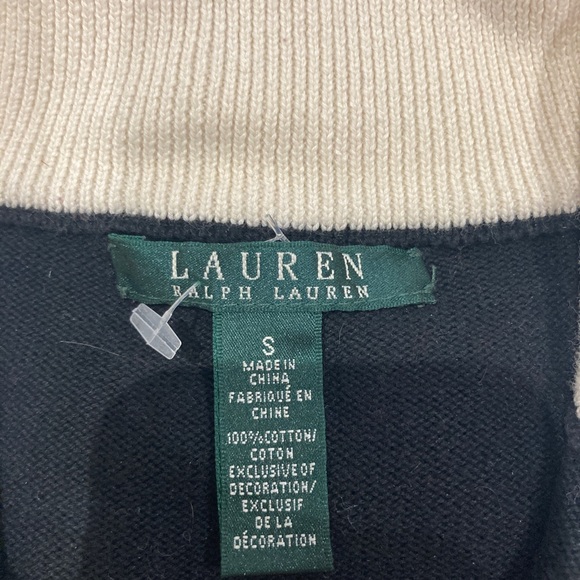 LAUREN
RALPH LAUREN
S
MADE IN
CHINA
FABRIQUÉ EN
CHINE
100%COTTON/
COTON
EXCLUSIVE OF
DECORATION/
EXCLUSIF
DE LA
DÉCORATION